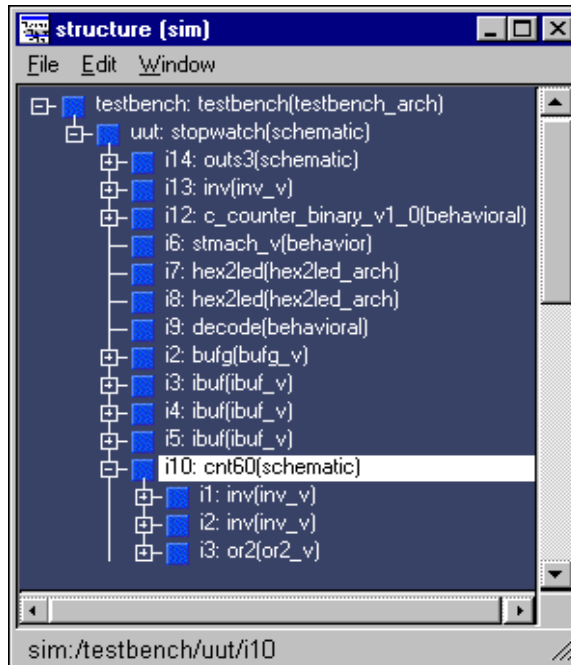 structure (sim)
File Edit Window
testbench: testbench(testbench_arch)
uut: stopwatch(schematic)
i14: outs3(schematic)
i13: inv(inv_v)
i12: c_counter_binary_v1_0(behavioral)
i6: stmach_v(behavior)
i7: hex2led(hex2led_arch)
i8: hex2led(hex2led_arch)
i9: decode(behavioral)
i2: bufg(bufg_v)
i3: ibuf(ibuf_v)
i4: ibuf(ibuf_v)
i5: ibuf(ibuf_v)
i10: cnt60(schematic)
i1: inv(inv_v)
i2: inv(inv_v)
i3: or2(or2_v)
sim:/testbench/uut/i10